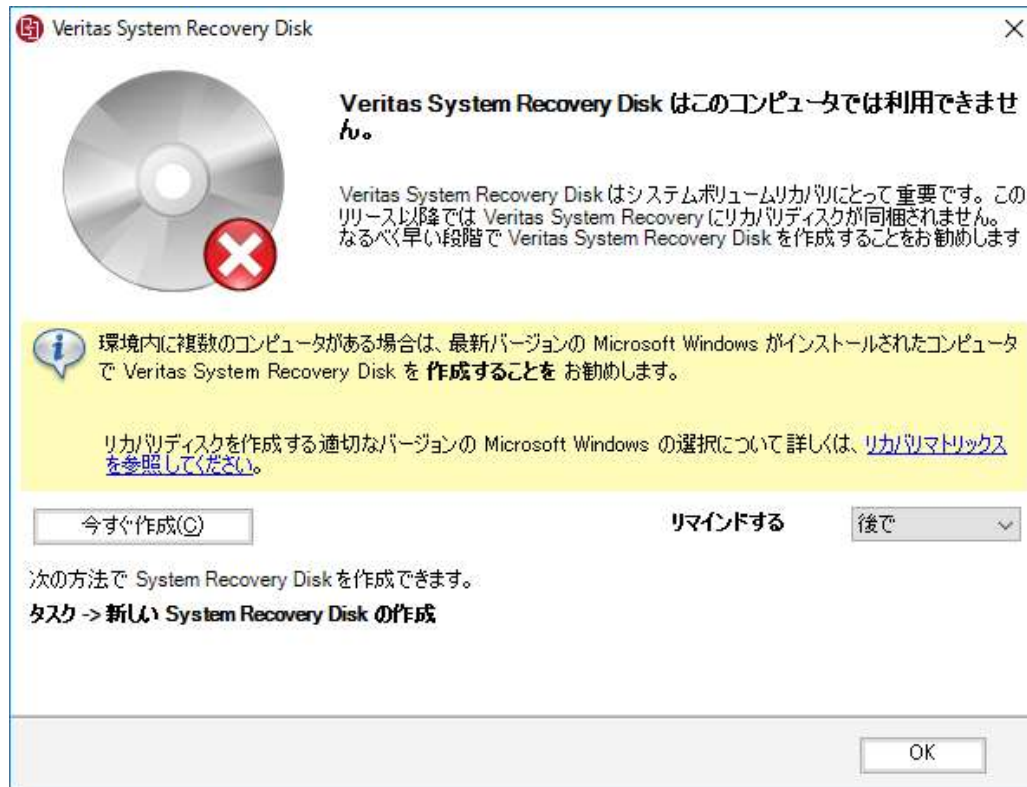 Veritas System Recovery Disk
Veritas System Recovery Disk はこのコンピュータでは利用できませ
ん。
Veritas System Recovery Disk はシステムボリュームリカバリにとって重要です。この
リリース以降では Veritas System Recovery にリカバリディスクが同梱されません。
なるべく早い段階で Veritas System Recovery Disk を作成することをお勧めします
環境内に複数のコンピュータがある場合は、最新バージョンの Microsoft Windows がインストールされたコンピュータ
で Veritas System Recovery Disk を 作成することを お勧めします。
リカバリディスクを作成する適切なバージョンの Microsoft Windows の選択について詳しくは、リカバリマトリックス
を参照してください。
今すぐ作成(C)
リマインドする
後で
次の方法で System Recovery Disk を作成できます。
タスク -> 新しい System Recovery Disk の作成
OK